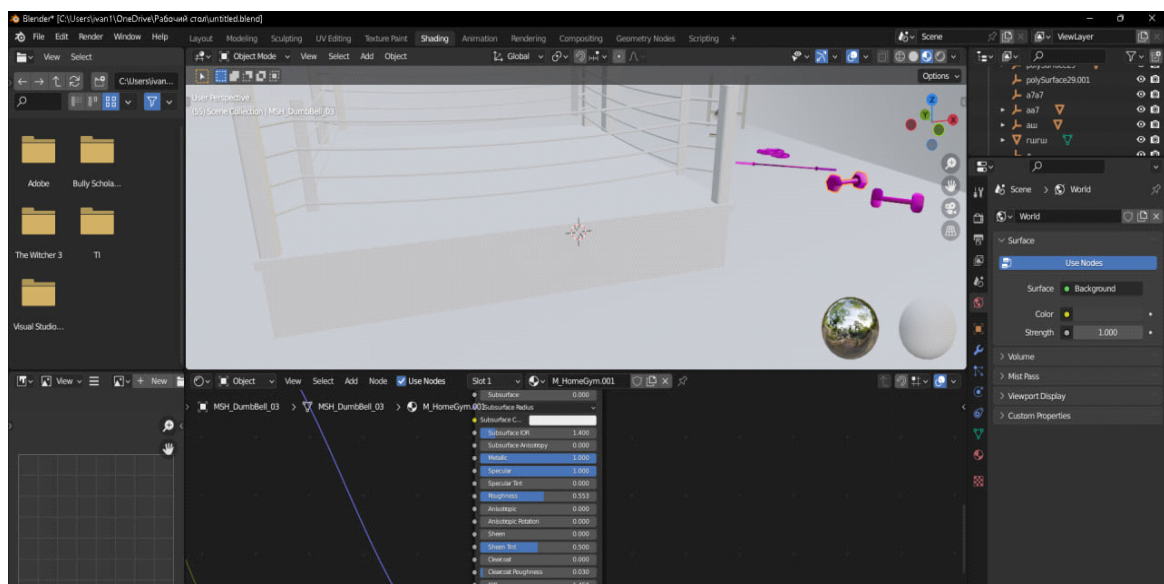 Blender* [C:\Users\ivan1\OneDrive\Рабочий стол\untitled.blend]
File Edit Render Window Help
Layout Modeling Sculpting UV Editing Texture Paint Shading Animation Rendering Compositing Geometry Nodes Scripting +
Scene
ViewLayer
View Select
Object Mode View Select Add Object
Global
C:\Users\ivan...
Options
User Perspective
(55) Scene Collection | MSH_DumbBell_03
Z
Y
X
polySurface29.001
a7a7
aa7
аш
гшгш
Adobe
Bully Schola...
The Witcher 3
TI
Visual Studio...
Scene > World
World
Surface
Use Nodes
Surface Background
Color
Strength 1.000
Volume
Mist Pass
Viewport Display
Custom Properties
View + New
Object View Select Add Node Use Nodes Slot 1 M_HomeGym.001
MSH_DumbBell_03 > MSH_DumbBell_03 > M_HomeGym.001
Subsurface 0.000
Subsurface Radius
Subsurface C...
Subsurface IOR 1.400
Subsurface Anisotropy 0.000
Metallic 1.000
Specular 1.000
Specular Tint 0.000
Roughness 0.553
Anisotropic 0.000
Anisotropic Rotation 0.000
Sheen 0.000
Sheen Tint 0.500
Clearcoat 0.000
Clearcoat Roughness 0.030